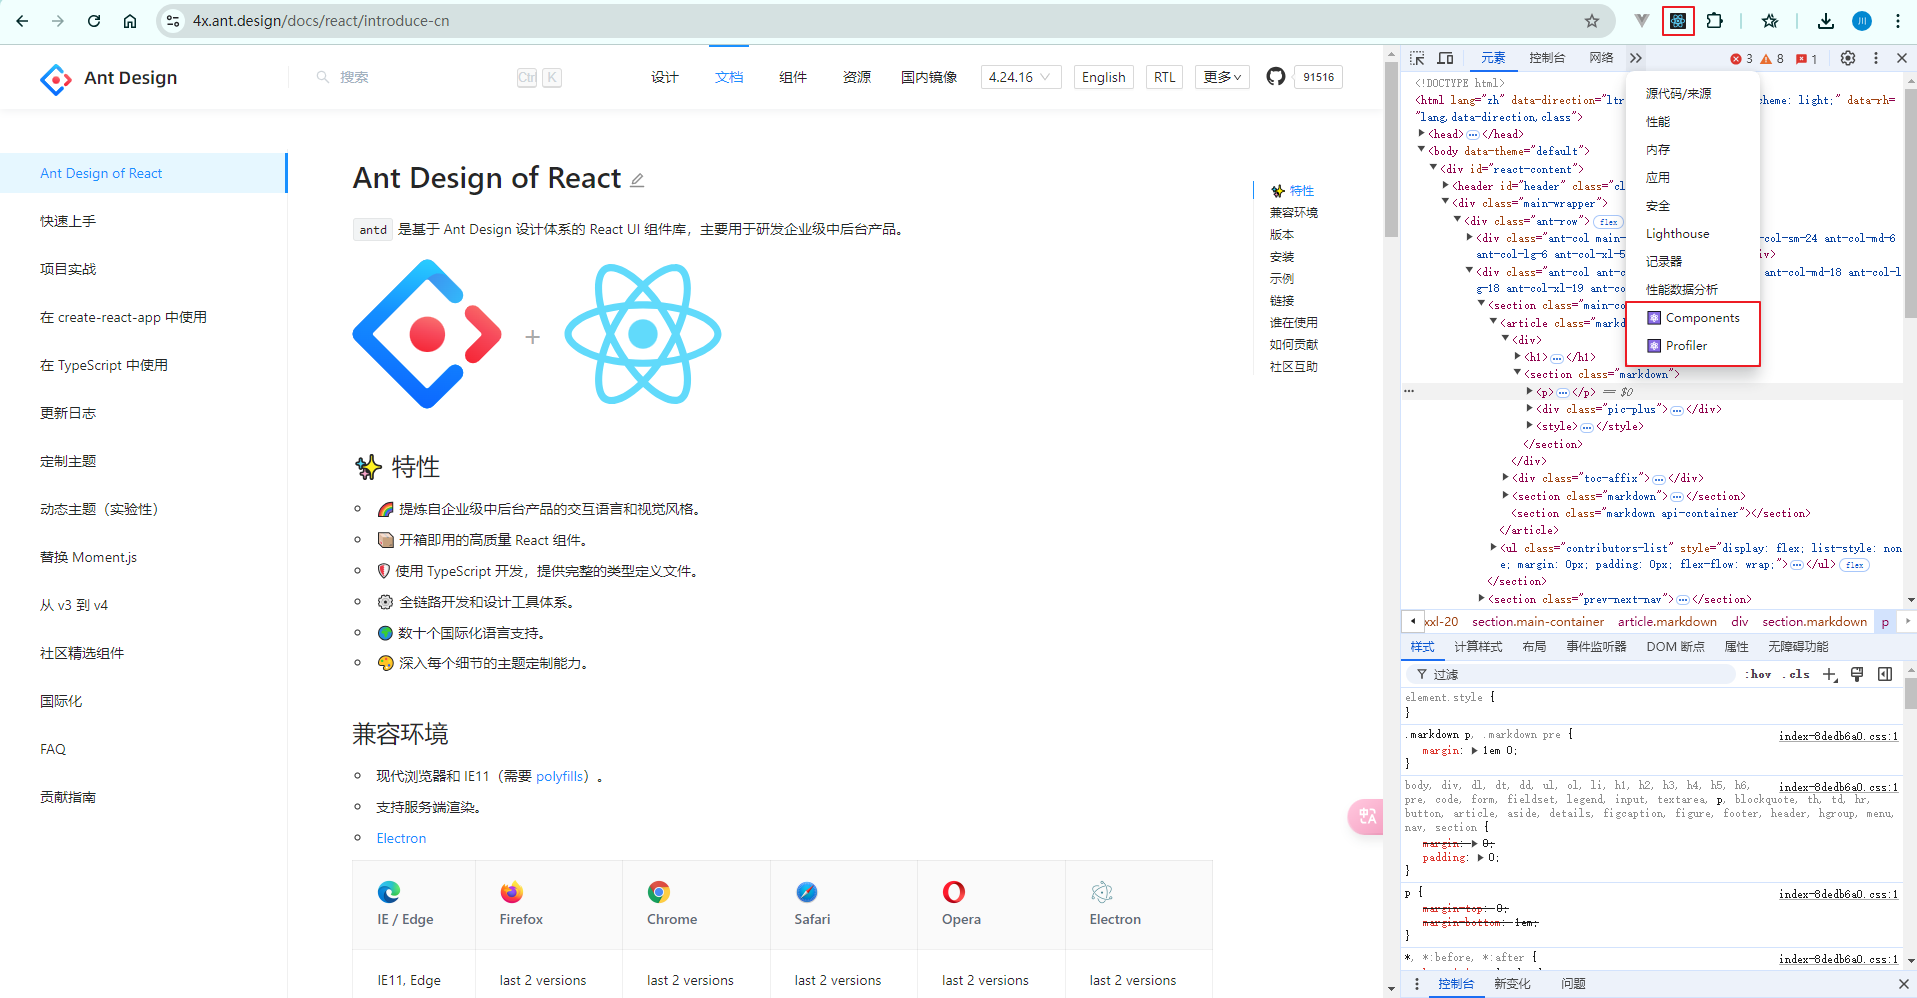 4x.ant.design/docs/react/introduce-cn
川
Ant Design
搜索
Ctrl K
设计
文档
组件
资源
国内镜像
4.24.16
English
RTL
更多
91516
Ant Design of React
快速上手
项目实战
在 create-react-app 中使用
在 TypeScript 中使用
更新日志
定制主题
动态主题（实验性）
替换 Moment.js
从 v3 到 v4
社区精选组件
国际化
FAQ
贡献指南
Ant Design of React
antd 是基于 Ant Design 设计体系的 React UI 组件库，主要用于研发企业级中后台产品。
+
✨ 特性
🌈 提炼自企业级中后台产品的交互语言和视觉风格。
📦 开箱即用的高质量 React 组件。
🛡 使用 TypeScript 开发，提供完整的类型定义文件。
⚙️ 全链路开发和设计工具体系。
🌍 数十个国际化语言支持。
🎨 深入每个细节的主题定制能力。
兼容环境
现代浏览器和 IE11（需要 polyfills）。
支持服务端渲染。
Electron
IE / Edge
Firefox
Chrome
Safari
Opera
Electron
IE11, Edge
last 2 versions
last 2 versions
last 2 versions
last 2 versions
last 2 versions
✨ 特性
兼容环境
版本
安装
示例
链接
谁在使用
如何贡献
社区互助
元素
控制台
网络
3
8
1
源代码/来源
性能
内存
应用
安全
Lighthouse
记录器
性能数据分析
Components
Profiler
<!DOCTYPE html>
<html lang="zh" data-direction="ltr cheme: light;" data-rh=
"lang,data-direction,class">
<head>…</head>
<body data-theme="default">
<div id="react-content">
<header id="header" class="cl
<div class="main-wrapper">
<div class="ant-row"> flex
<div class="ant-col main- col-sm-24 ant-col-md-6
ant-col-lg-6 ant-col-xl-5 iv>
<div class="ant-col ant-c ant-col-md-18 ant-col-l
g-18 ant-col-xl-19 ant-co
<section class="main-co
<article class="markd
<div>
<h1>…</h1>
<section class="markdown">
<p>…</p> == $0
<div class="pic-plus">…</div>
<style>…</style>
</section>
</div>
<div class="toc-affix">…</div>
<section class="markdown">…</section>
<section class="markdown api-container"></section>
</article>
<ul class="contributors-list" style="display: flex; list-style: non
e; margin: 0px; padding: 0px; flex-flow: wrap;">…</ul> flex
</section>
<section class="prev-next-nav">…</section>
xxl-20 section.main-container article.markdown div section.markdown p
样式
计算样式
布局
事件监听器
DOM 断点
属性
无障碍功能
过滤
:hov .cls
element.style {
}
.markdown p, .markdown pre { index-8dedb6a0.css:1
margin: 1em 0;
}
body, div, dl, dt, dd, ul, ol, li, h1, h2, h3, h4, h5, h6, index-8dedb6a0.css:1
pre, code, form, fieldset, legend, input, textarea, p, blockquote, th, td, hr,
button, article, aside, details, figcaption, figure, footer, header, hgroup, menu,
nav, section {
margin: 0;
padding: 0;
}
p { index-8dedb6a0.css:1
margin-top: 0;
margin-bottom: 1em;
}
*, *:before, *:after { index-8dedb6a0.css:1
控制台
新变化
问题